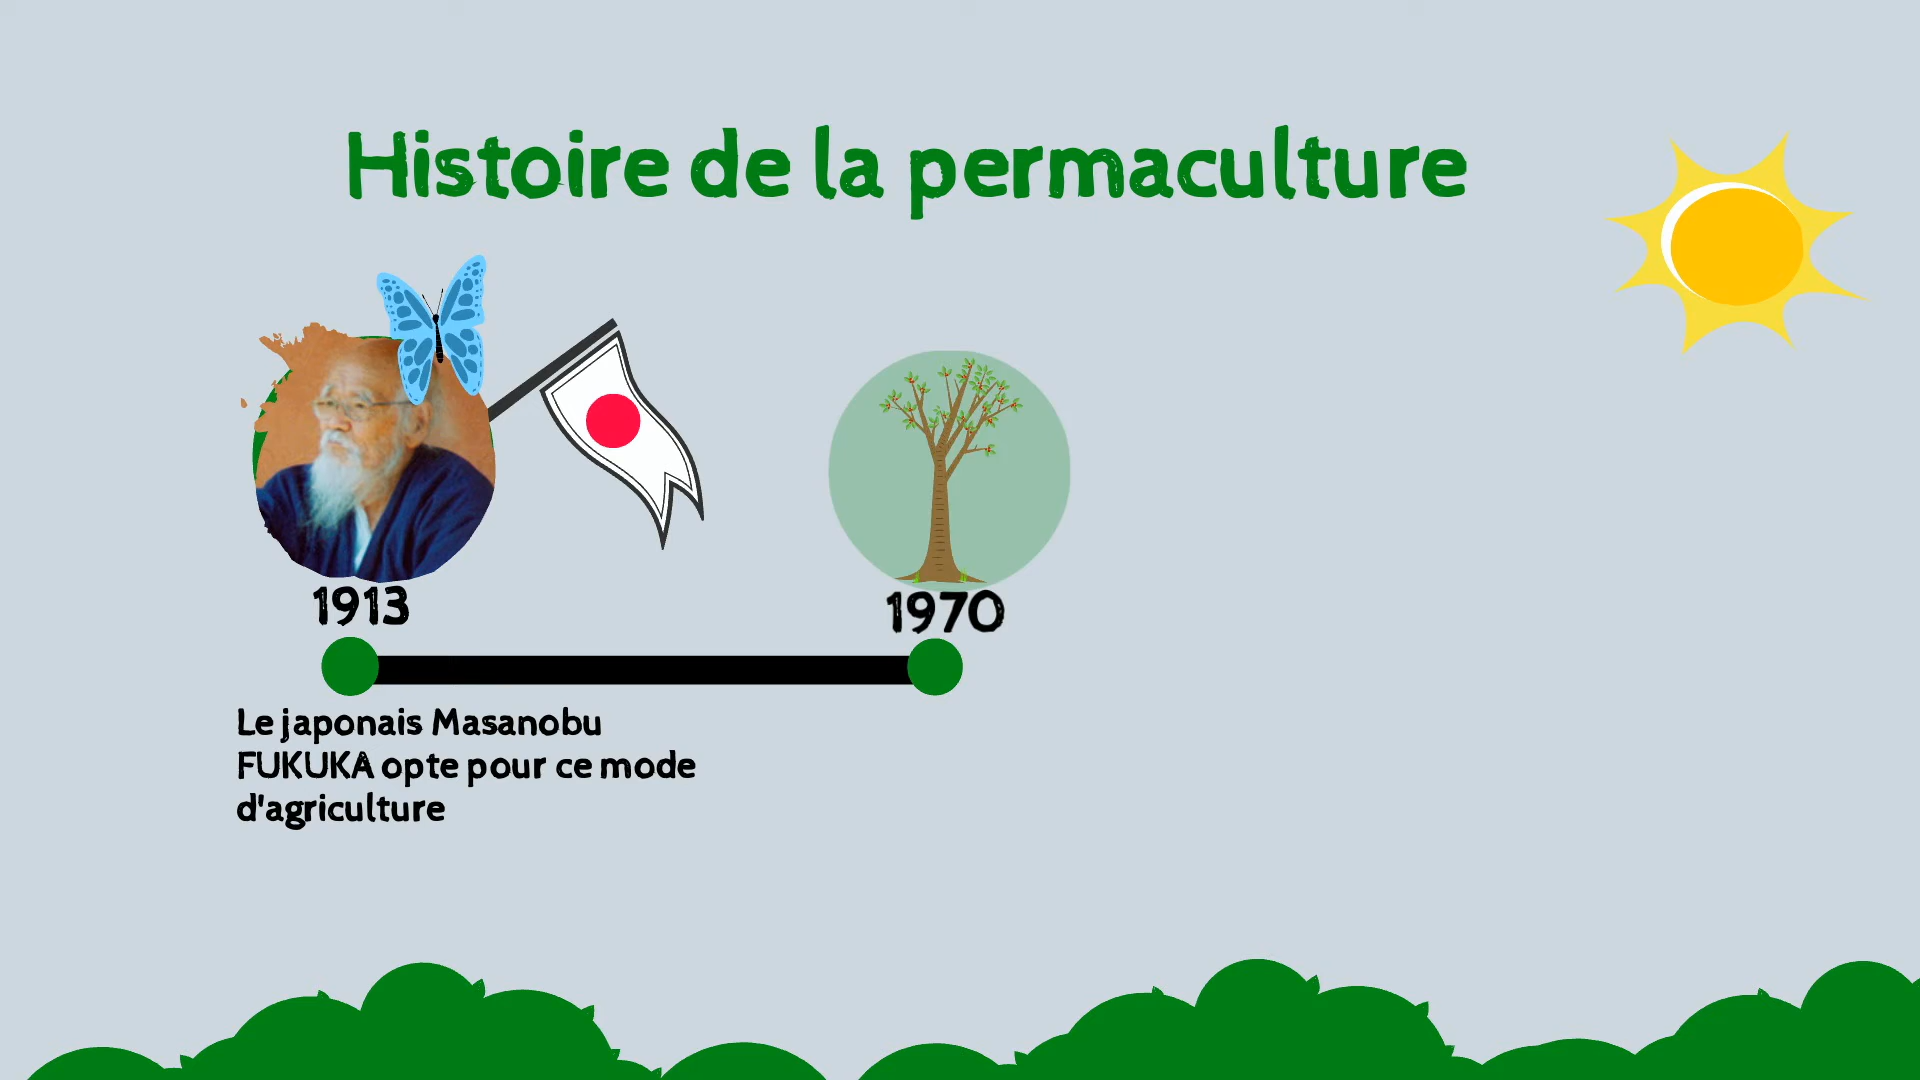 Histoire de la permaculture
1913
1970
Le japonais Masanobu
FUKUKA opte pour ce mode
d'agriculture